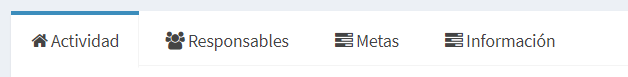 Actividad Responsables Metas Información